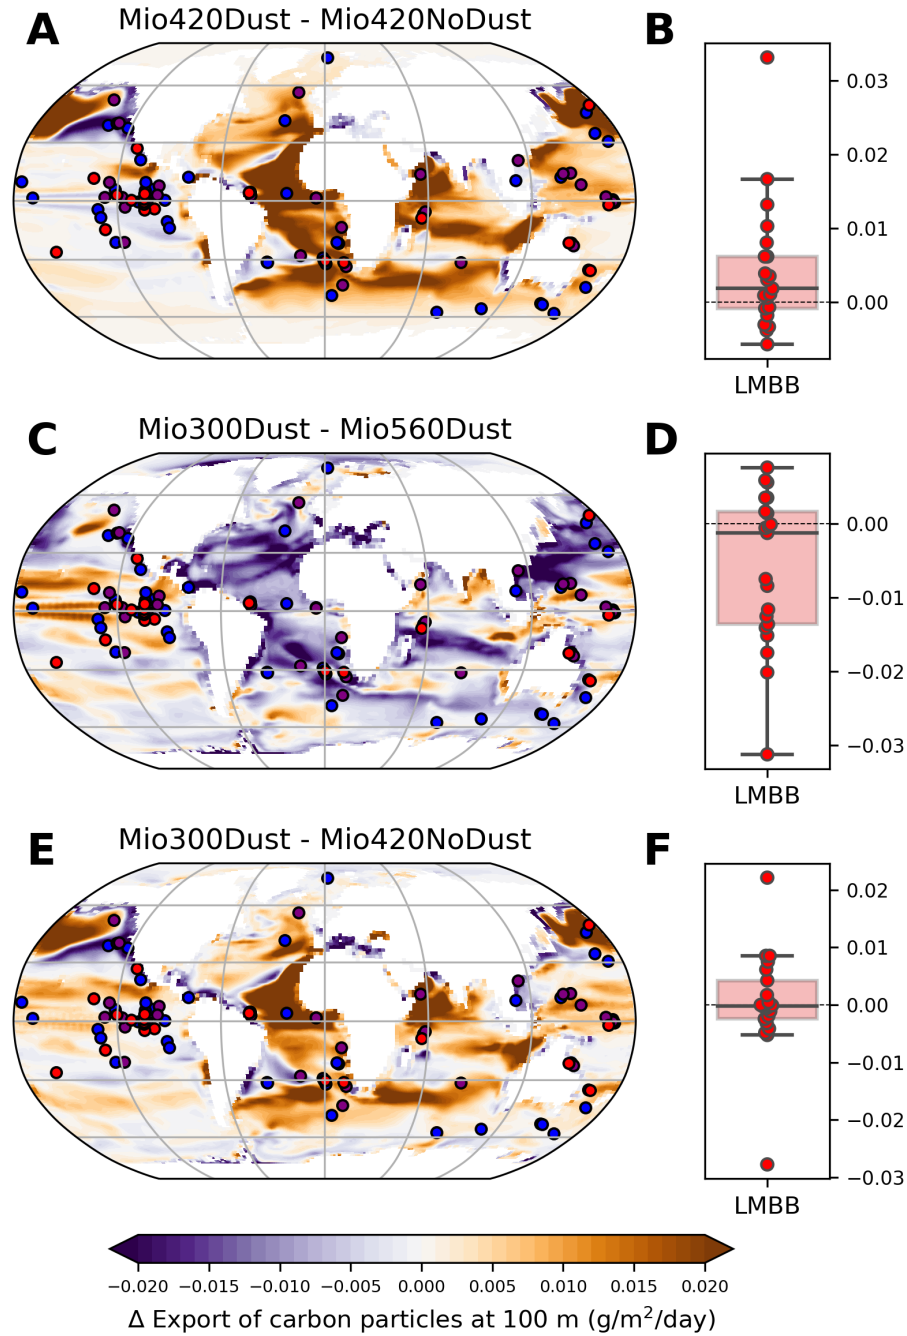 A
Mio420Dust - Mio420NoDust
B
0.03
0.02
0.01
0.00
LMBB
C
Mio300Dust - Mio560Dust
D
0.00
−0.01
−0.02
−0.03
LMBB
E
Mio300Dust - Mio420NoDust
F
0.02
0.01
0.00
−0.01
−0.02
−0.03
LMBB
−0.020 −0.015 −0.010 −0.005 0.000 0.005 0.010 0.015 0.020
Δ Export of carbon particles at 100 m (g/m²/day)